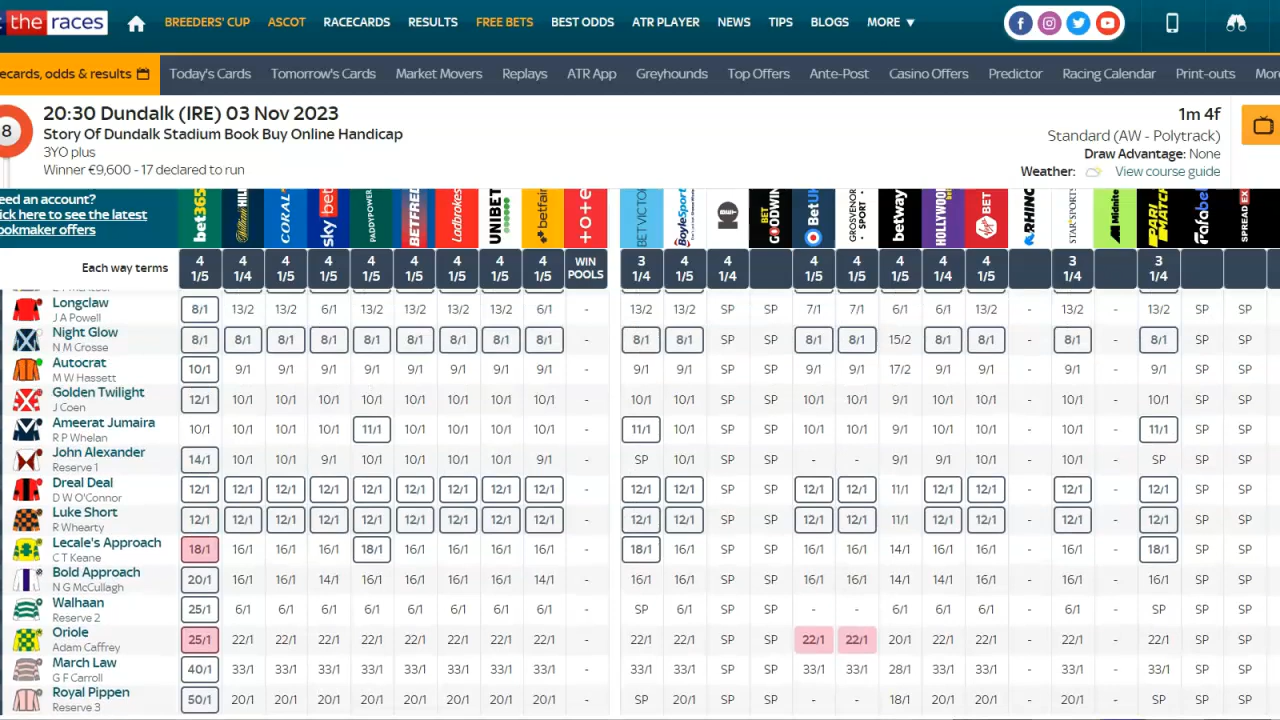 the races
BREEDERS' CUP ASCOT RACECARDS RESULTS FREE BETS BEST ODDS ATR PLAYER NEWS TIPS BLOGS MORE ▼
ecards, odds & results Today's Cards Tomorrow's Cards Market Movers Replays ATR App Greyhounds Top Offers Ante-Post Casino Offers Predictor Racing Calendar Print-outs Mor
8
20:30 Dundalk (IRE) 03 Nov 2023
Story Of Dundalk Stadium Book Buy Online Handicap
3YO plus
Winner €9,600 - 17 declared to run
1m 4f
Standard (AW - Polytrack)
Draw Advantage: None
Weather: View course guide
eed an account?
ick here to see the latest
ookmaker offers
bet365 William Hill CORAL sky bet PADDYPOWER BETFRED Ladbrokes UNIBET betfair tote BETVICTOR BoyleSports BET GOODWIN BetUK GROSVENOR SPORT betway HOLLYWOOD BET RHINO STARSPORTS Midnite PARIMATCH fafabet SPREAD EX
Each way terms 4 1/5 4 1/4 4 1/5 4 1/5 4 1/5 4 1/5 4 1/5 4 1/5 4 1/5 WIN POOLS 3 1/4 4 1/5 4 1/4 4 1/5 4 1/5 4 1/5 4 1/4 4 1/5 3 1/4 3 1/4
Longclaw 8/1 13/2 13/2 6/1 13/2 13/2 13/2 13/2 6/1 - 13/2 13/2 SP SP 7/1 7/1 6/1 6/1 13/2 - 13/2 - 13/2 SP SP
J A Powell
Night Glow 8/1 8/1 8/1 8/1 8/1 8/1 8/1 8/1 8/1 - 8/1 8/1 SP SP 8/1 8/1 15/2 8/1 8/1 - 8/1 - 8/1 SP SP
N M Crosse
Autocrat 10/1 9/1 9/1 9/1 9/1 9/1 9/1 9/1 9/1 - 9/1 9/1 SP SP 9/1 9/1 17/2 9/1 9/1 - 9/1 - 9/1 SP SP
M W Hassett
Golden Twilight 12/1 10/1 10/1 10/1 10/1 10/1 10/1 10/1 10/1 - 10/1 10/1 SP SP 10/1 10/1 9/1 10/1 10/1 - 10/1 - 10/1 SP SP
J Coen
Ameerat Jumaira 10/1 10/1 10/1 10/1 11/1 10/1 10/1 10/1 10/1 - 11/1 10/1 SP SP 10/1 10/1 9/1 10/1 10/1 - 10/1 - 11/1 SP SP
R P Whelan
John Alexander 14/1 10/1 10/1 9/1 10/1 10/1 10/1 10/1 9/1 - SP 10/1 SP SP - - 9/1 9/1 10/1 - 10/1 - SP SP SP
Reserve 1
Dreal Deal 12/1 12/1 12/1 12/1 12/1 12/1 12/1 12/1 12/1 - 12/1 12/1 SP SP 12/1 12/1 11/1 12/1 12/1 - 12/1 - 12/1 SP SP
D W O'Connor
Luke Short 12/1 12/1 12/1 12/1 12/1 12/1 12/1 12/1 12/1 - 12/1 12/1 SP SP 12/1 12/1 11/1 12/1 12/1 - 12/1 - 12/1 SP SP
R Whearty
Lecale's Approach 18/1 16/1 16/1 16/1 18/1 16/1 16/1 16/1 16/1 - 18/1 16/1 SP SP 16/1 16/1 14/1 16/1 16/1 - 16/1 - 18/1 SP SP
C T Keane
Bold Approach 20/1 16/1 16/1 14/1 16/1 16/1 16/1 16/1 14/1 - 16/1 16/1 SP SP 16/1 16/1 14/1 14/1 16/1 - 16/1 - 16/1 SP SP
N G McCullagh
Walhaan 25/1 6/1 6/1 6/1 6/1 6/1 6/1 6/1 6/1 - SP 6/1 SP SP - - 6/1 6/1 6/1 - 6/1 - SP SP SP
Reserve 2
Oriole 25/1 22/1 22/1 22/1 22/1 22/1 22/1 22/1 22/1 - 22/1 22/1 SP SP 22/1 22/1 20/1 22/1 22/1 - 22/1 - 22/1 SP SP
Adam Caffrey
March Law 40/1 33/1 33/1 33/1 33/1 33/1 33/1 33/1 33/1 - 33/1 33/1 SP SP 33/1 33/1 28/1 33/1 33/1 - 33/1 - 33/1 SP SP
G F Carroll
Royal Pippen 50/1 20/1 20/1 20/1 20/1 20/1 20/1 20/1 20/1 - SP 20/1 SP SP - - 18/1 20/1 20/1 - 20/1 - SP SP SP
Reserve 3